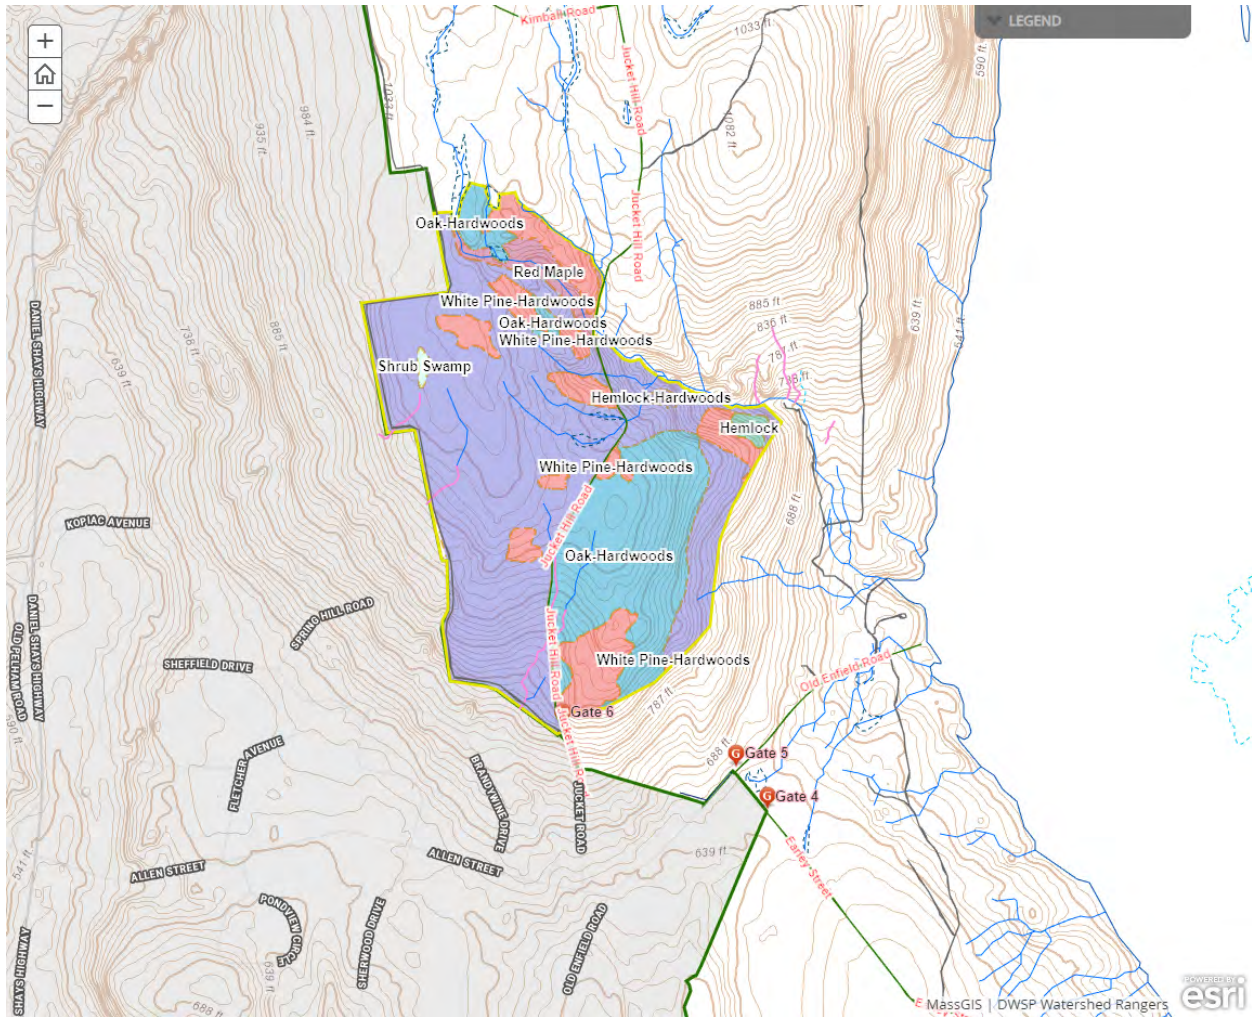 Kimball Road
LEGEND
1033 ft
590 ft
Jucket Hill Road
1033 ft
984 ft
935 ft
1082 ft
Jucket Hill Road
Oak-Hardwoods
Red Maple
White Pine-Hardwoods
885 ft
639 ft
541 ft
DANIEL SHAYS HIGHWAY
738 ft
885 ft
Oak-Hardwoods
White Pine-Hardwoods
836 ft
787 ft
639 ft
Shrub Swamp
738 ft
Hemlock-Hardwoods
Hemlock
White Pine-Hardwoods
688 ft
KOPIAC AVENUE
Jucket Hill Road
Oak-Hardwoods
SPRING HILL ROAD
DANIEL SHAYS HIGHWAY
OLD PELHAM ROAD
SHEFFIELD DRIVE
Jucket Hill Road
White Pine-Hardwoods
Old Enfield Road
590 ft
787 ft
Gate 6
Jucket Hill Road
688 ft
G Gate 5
FLETCHER AVENUE
BRANDYWINE DRIVE
JUCKET ROAD
G Gate 4
541 ft
ALLEN STREET
ALLEN STREET
639 ft
Earley Street
PONDVIEW CIRCLE
SHERWOOD DRIVE
OLD ENFIELD ROAD
SHAYS HIGHWAY
639 ft
688 ft
MassGIS | DWSP Watershed Rangers
POWERED BY
esri